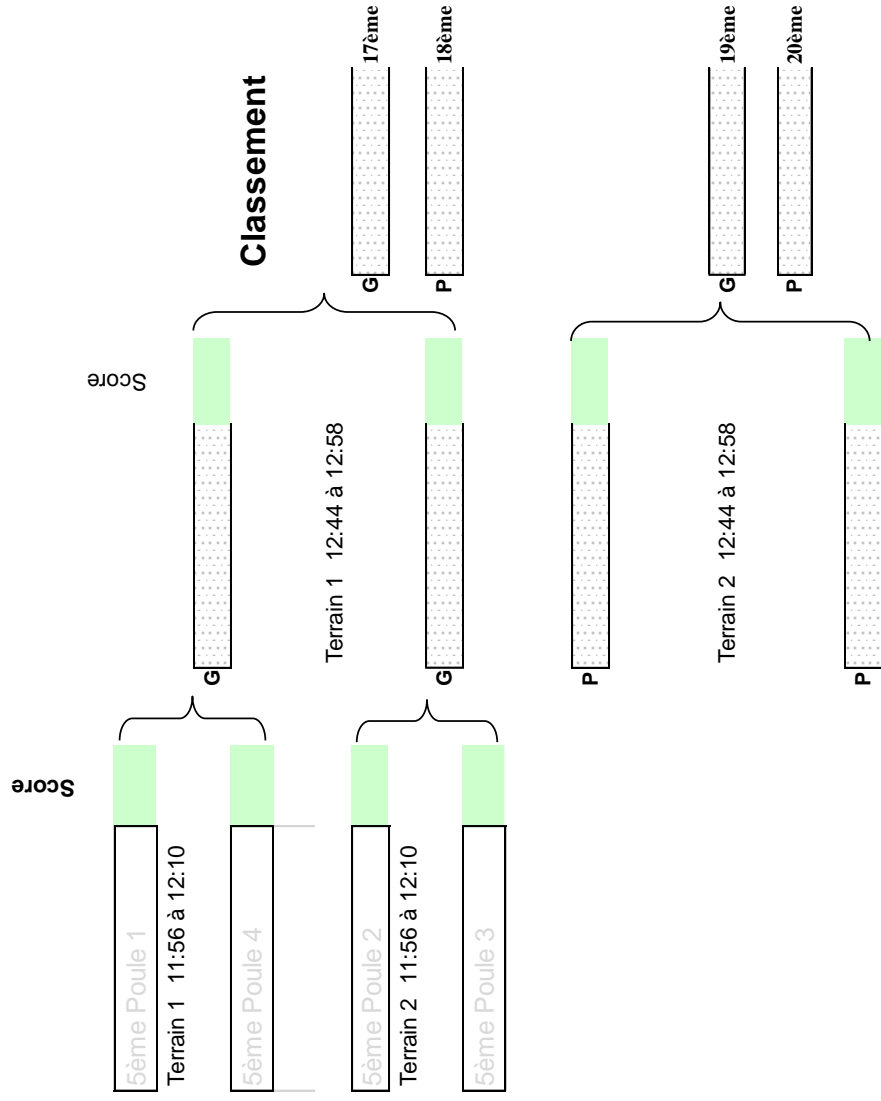 Score
5ème Poule 1
Terrain 1 11:56 à 12:10
5ème Poule 4
5ème Poule 2
Terrain 2 11:56 à 12:10
5ème Poule 3
Score
G
Terrain 1 12:44 à 12:58
G
P
Terrain 2 12:44 à 12:58
P
Classement
G 17ème
P 18ème
G 19ème
P 20ème